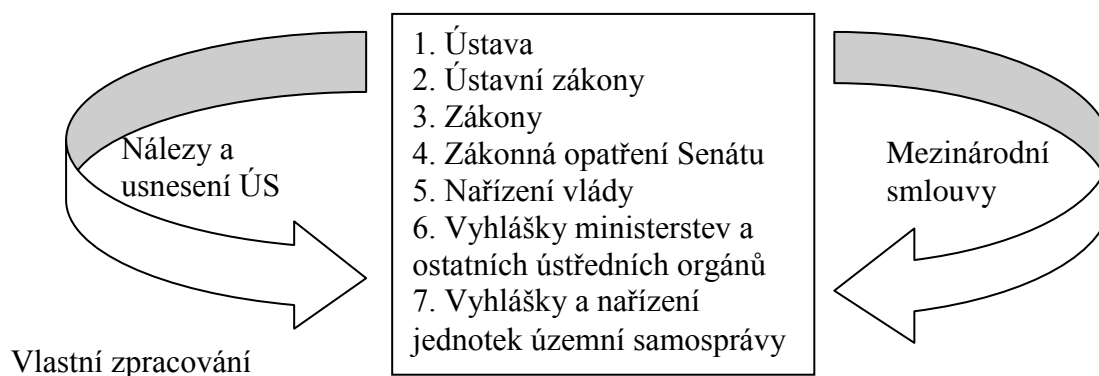 1. Ústava
2. Ústavní zákony
3. Zákony
4. Zákonná opatření Senátu
5. Nařízení vlády
6. Vyhlášky ministerstev a
ostatních ústředních orgánů
7. Vyhlášky a nařízení
jednotek územní samosprávy
Nálezy a
usnesení ÚS
Mezinárodní
smlouvy
Vlastní zpracování